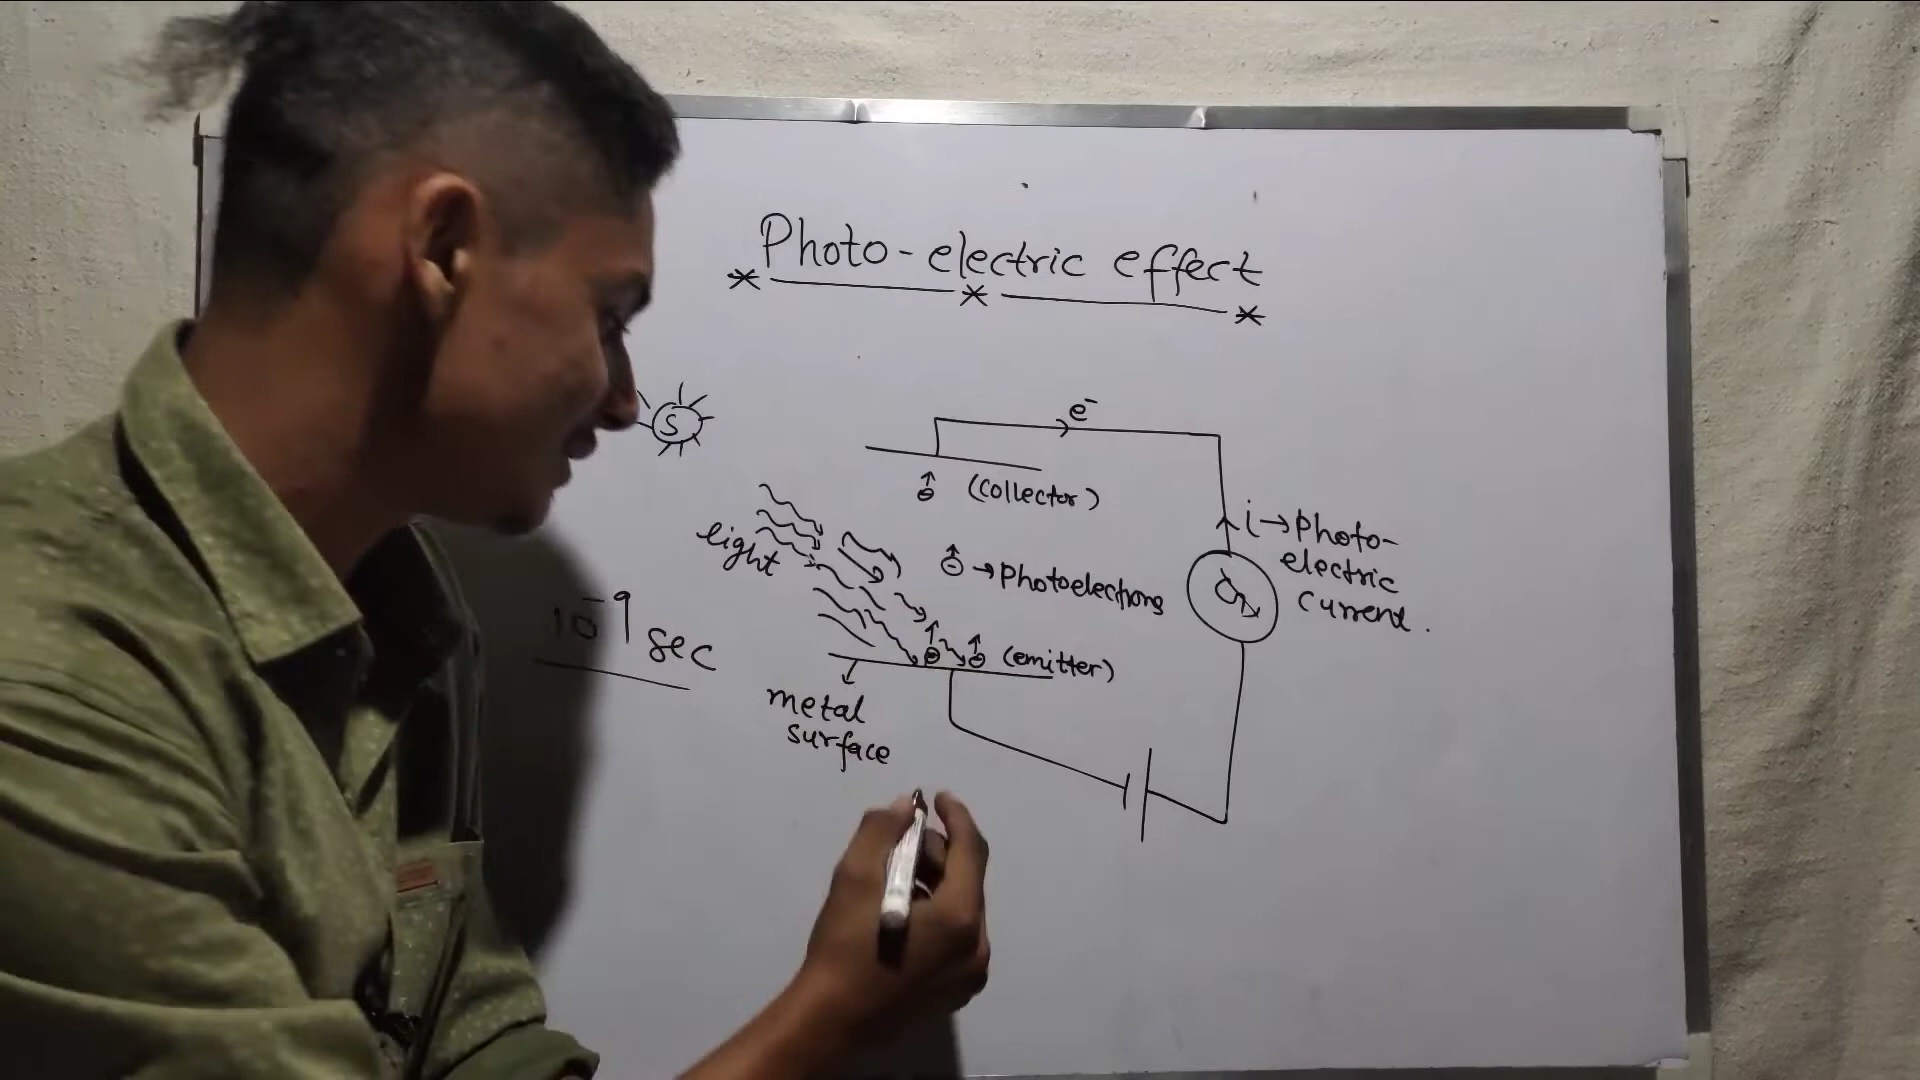 Photo-electric effect
S
e⁻
(collector)
⊖
light
⊖ → Photoelectrons
i → Photo-
electric
current.
10⁻⁹ sec
⊖ ⊖ (emitter)
metal
surface